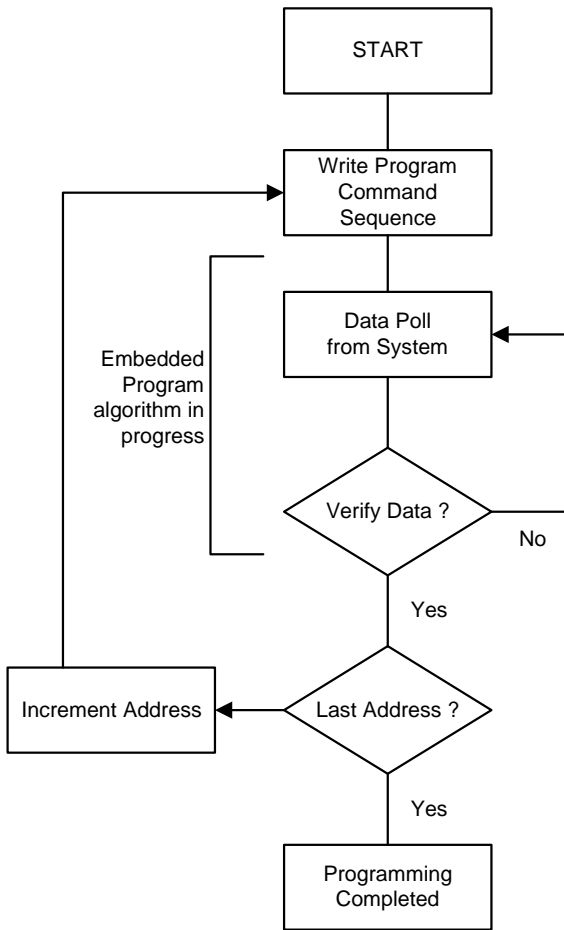 START
Write Program
Command
Sequence
Data Poll
from System
Embedded
Program
algorithm in
progress
Verify Data ?
No
Yes
Increment Address
Last Address ?
Yes
Programming
Completed